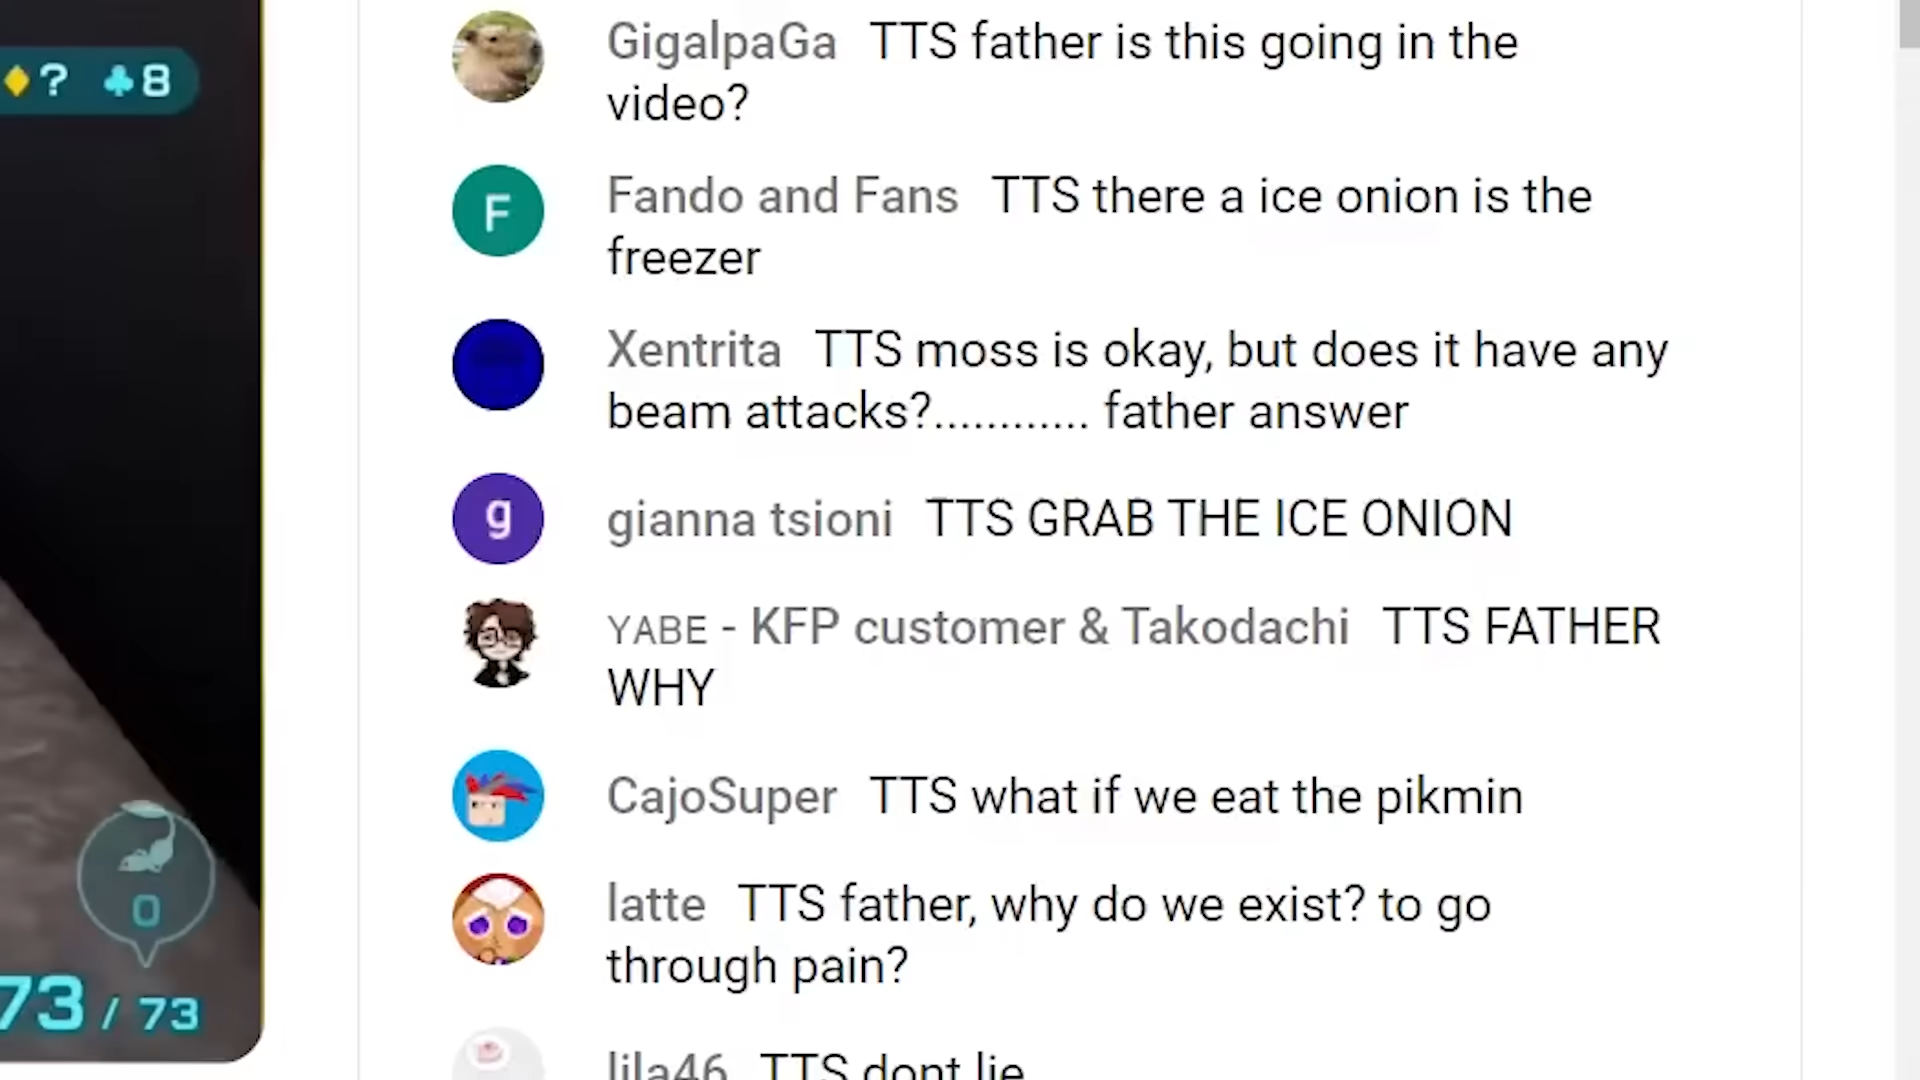 ? 8
GigalpaGa TTS father is this going in the
video?
F
Fando and Fans TTS there a ice onion is the
freezer
Xentrita TTS moss is okay, but does it have any
beam attacks?............ father answer
g
gianna tsioni TTS GRAB THE ICE ONION
YABE - KFP customer & Takodachi TTS FATHER
WHY
CajoSuper TTS what if we eat the pikmin
latte TTS father, why do we exist? to go
through pain?
0
73 / 73
lila46 TTS dont lie